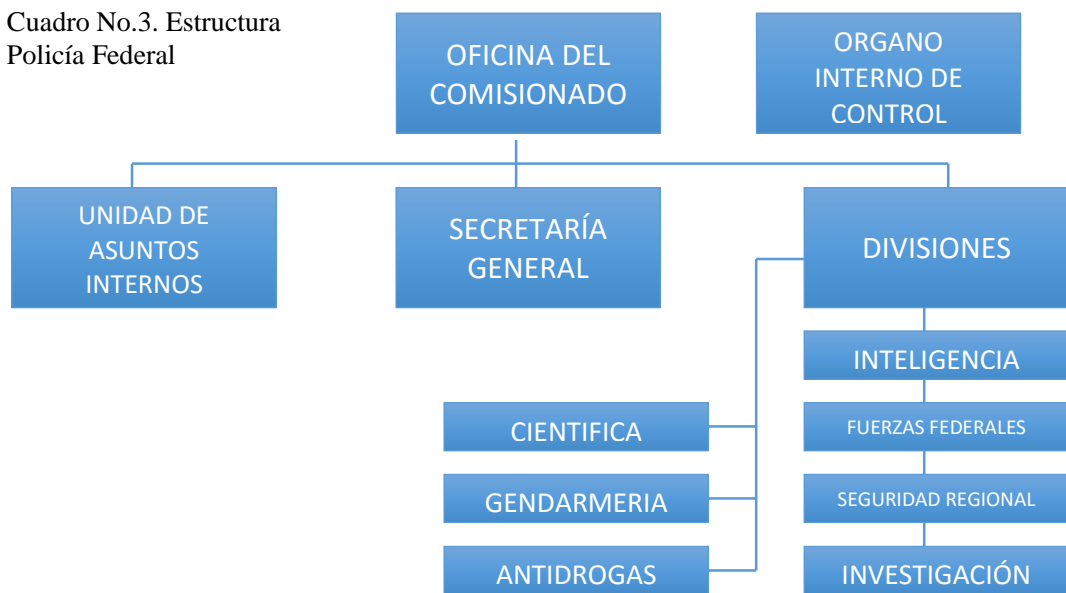 Cuadro No.3. Estructura
Policía Federal
OFICINA DEL
COMISIONADO
ORGANO
INTERNO DE
CONTROL
UNIDAD DE
ASUNTOS
INTERNOS
SECRETARÍA
GENERAL
DIVISIONES
INTELIGENCIA
CIENTIFICA
FUERZAS FEDERALES
GENDARMERIA
SEGURIDAD REGIONAL
ANTIDROGAS
INVESTIGACIÓN